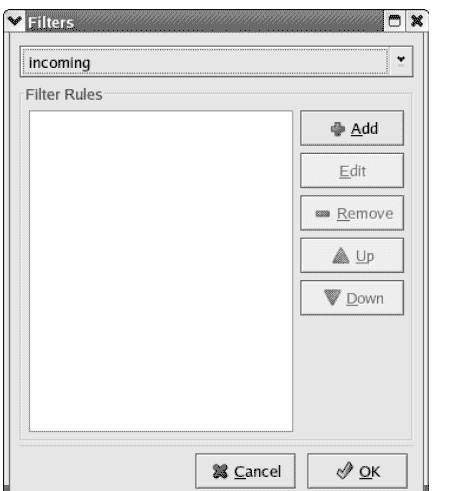 Filters
incoming
Filter Rules
Add
Edit
Remove
Up
Down
Cancel
OK